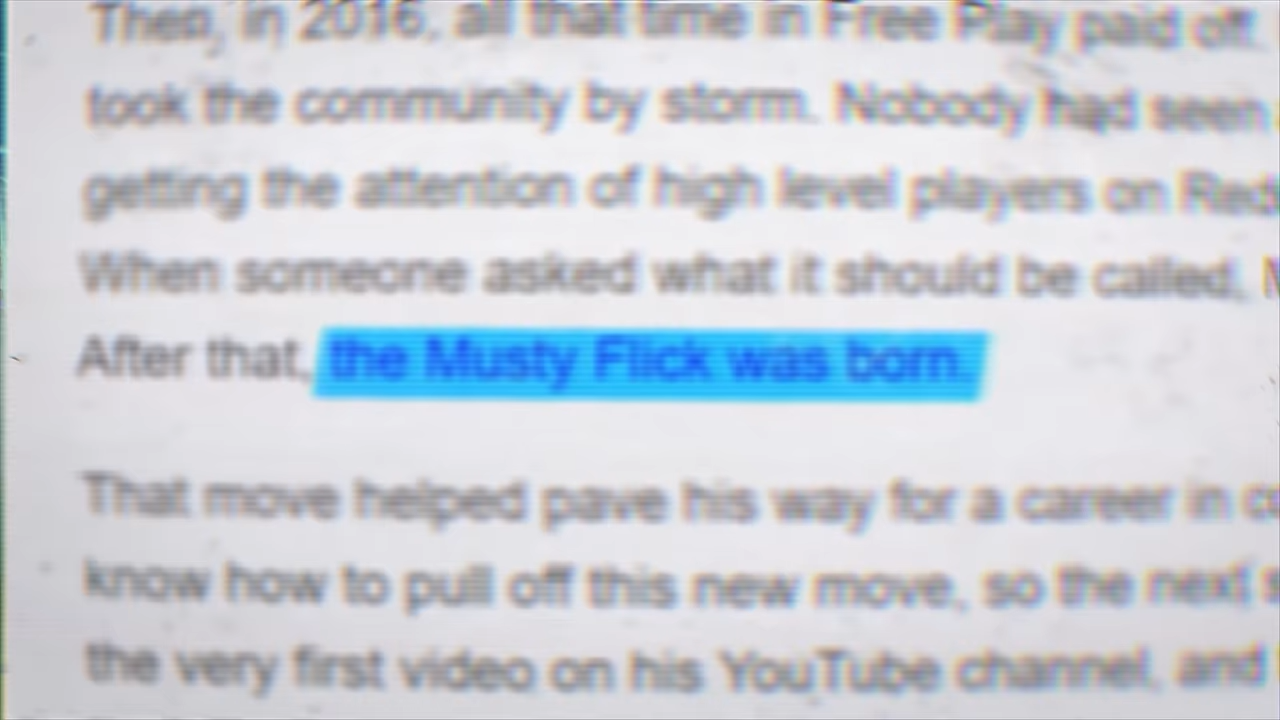 Then, in 2016, all that time in Free Play paid off.
took the community by storm. Nobody had seen
getting the attention of high level players on
When someone asked what it should be called,
After that, the Musty Flick was born.
That move helped pave his way for a career in
know how to pull off this new move, so the next
the very first video on his YouTube channel, and